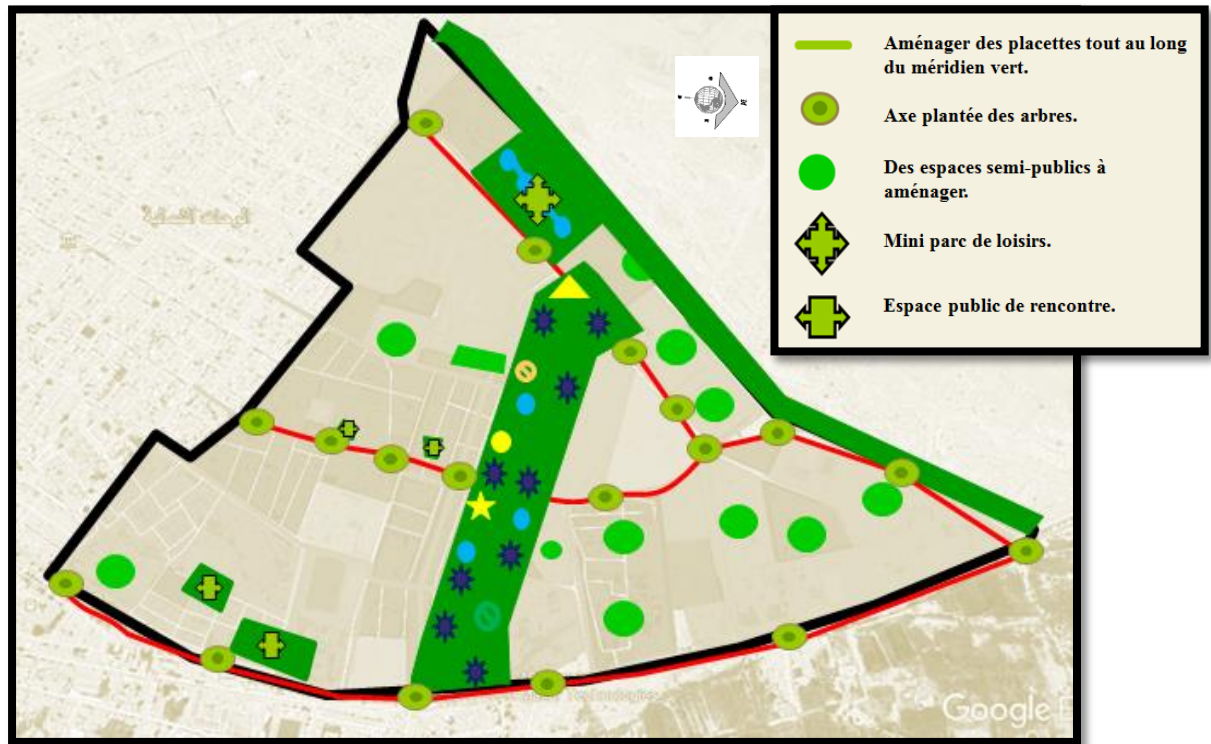 Aménager des placettes tout au long
du méridien vert.
Axe plantée des arbres.
Des espaces semi-publics à
aménager.
Mini parc de loisirs.
Espace public de rencontre.
Google